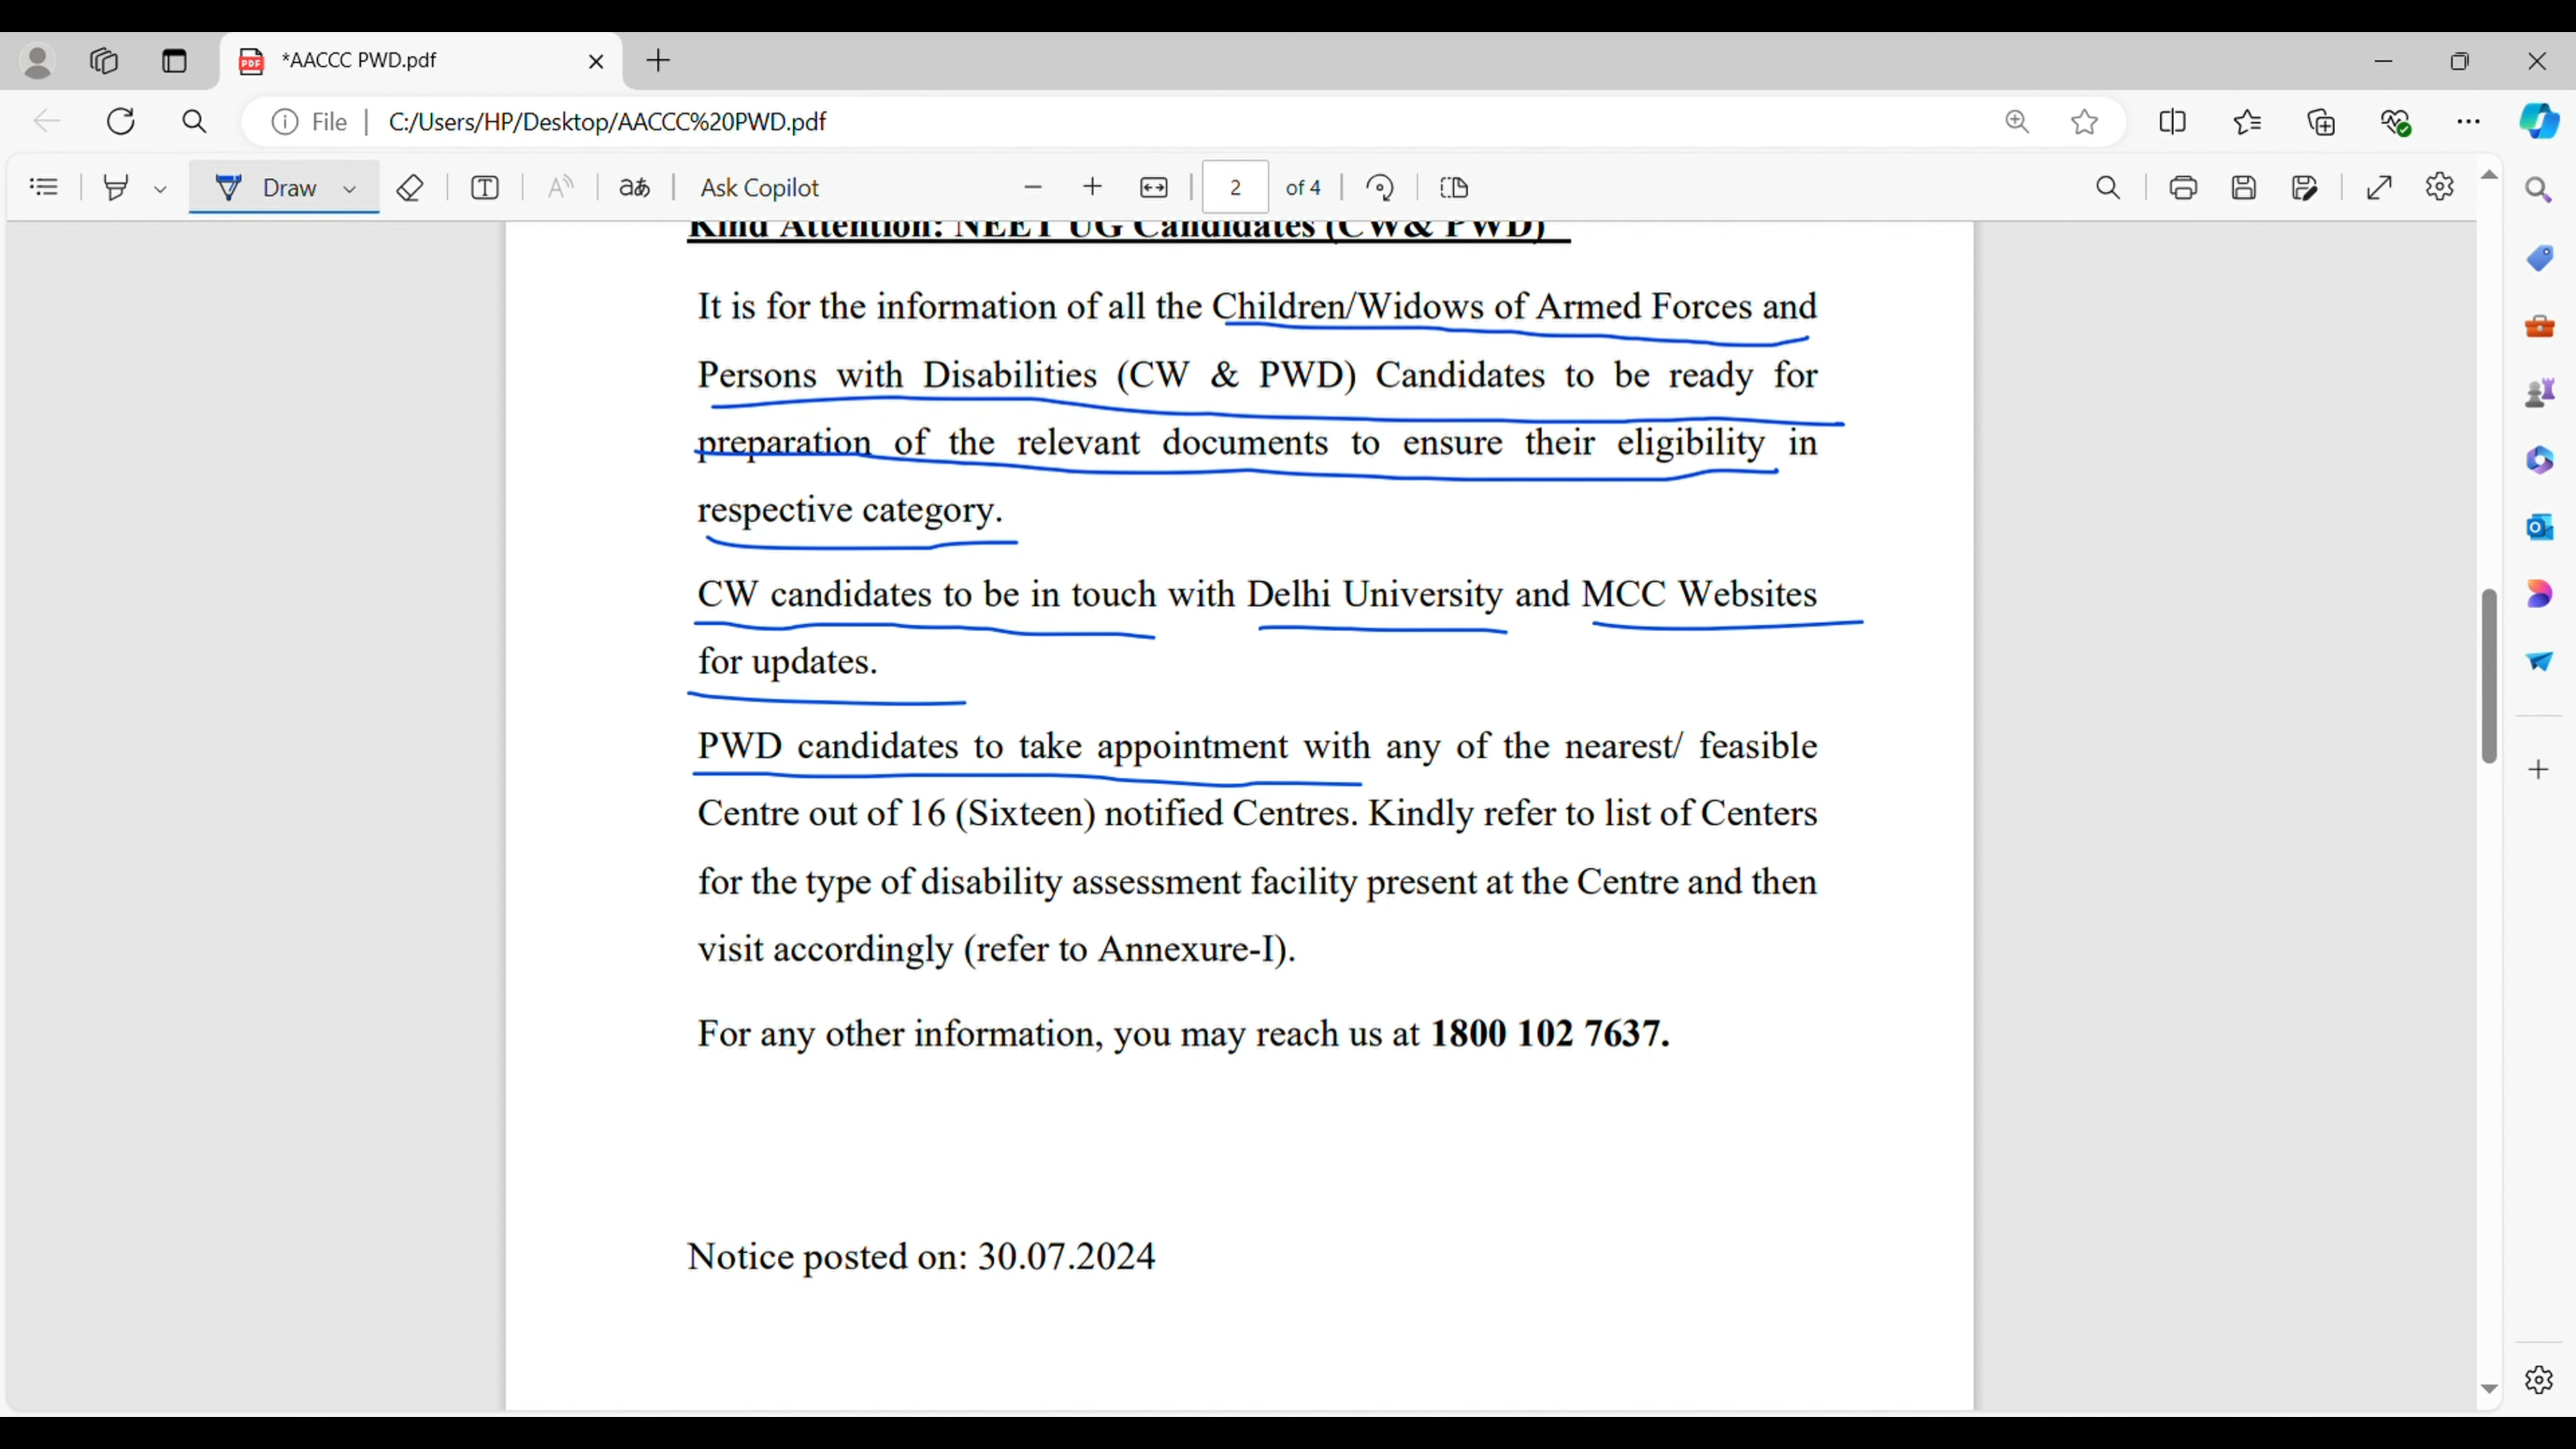 *AACCC PWD.pdf
File
C:/Users/HP/Desktop/AACCC%20PWD.pdf
Draw
aあ
Ask Copilot
2 of 4
Kind Attention: NEET UG Candidates (CW& PWD)
It is for the information of all the Children/Widows of Armed Forces and
Persons with Disabilities (CW & PWD) Candidates to be ready for
preparation of the relevant documents to ensure their eligibility in
respective category.
CW candidates to be in touch with Delhi University and MCC Websites
for updates.
PWD candidates to take appointment with any of the nearest/ feasible
Centre out of 16 (Sixteen) notified Centres. Kindly refer to list of Centers
for the type of disability assessment facility present at the Centre and then
visit accordingly (refer to Annexure-I).
For any other information, you may reach us at 1800 102 7637.
Notice posted on: 30.07.2024